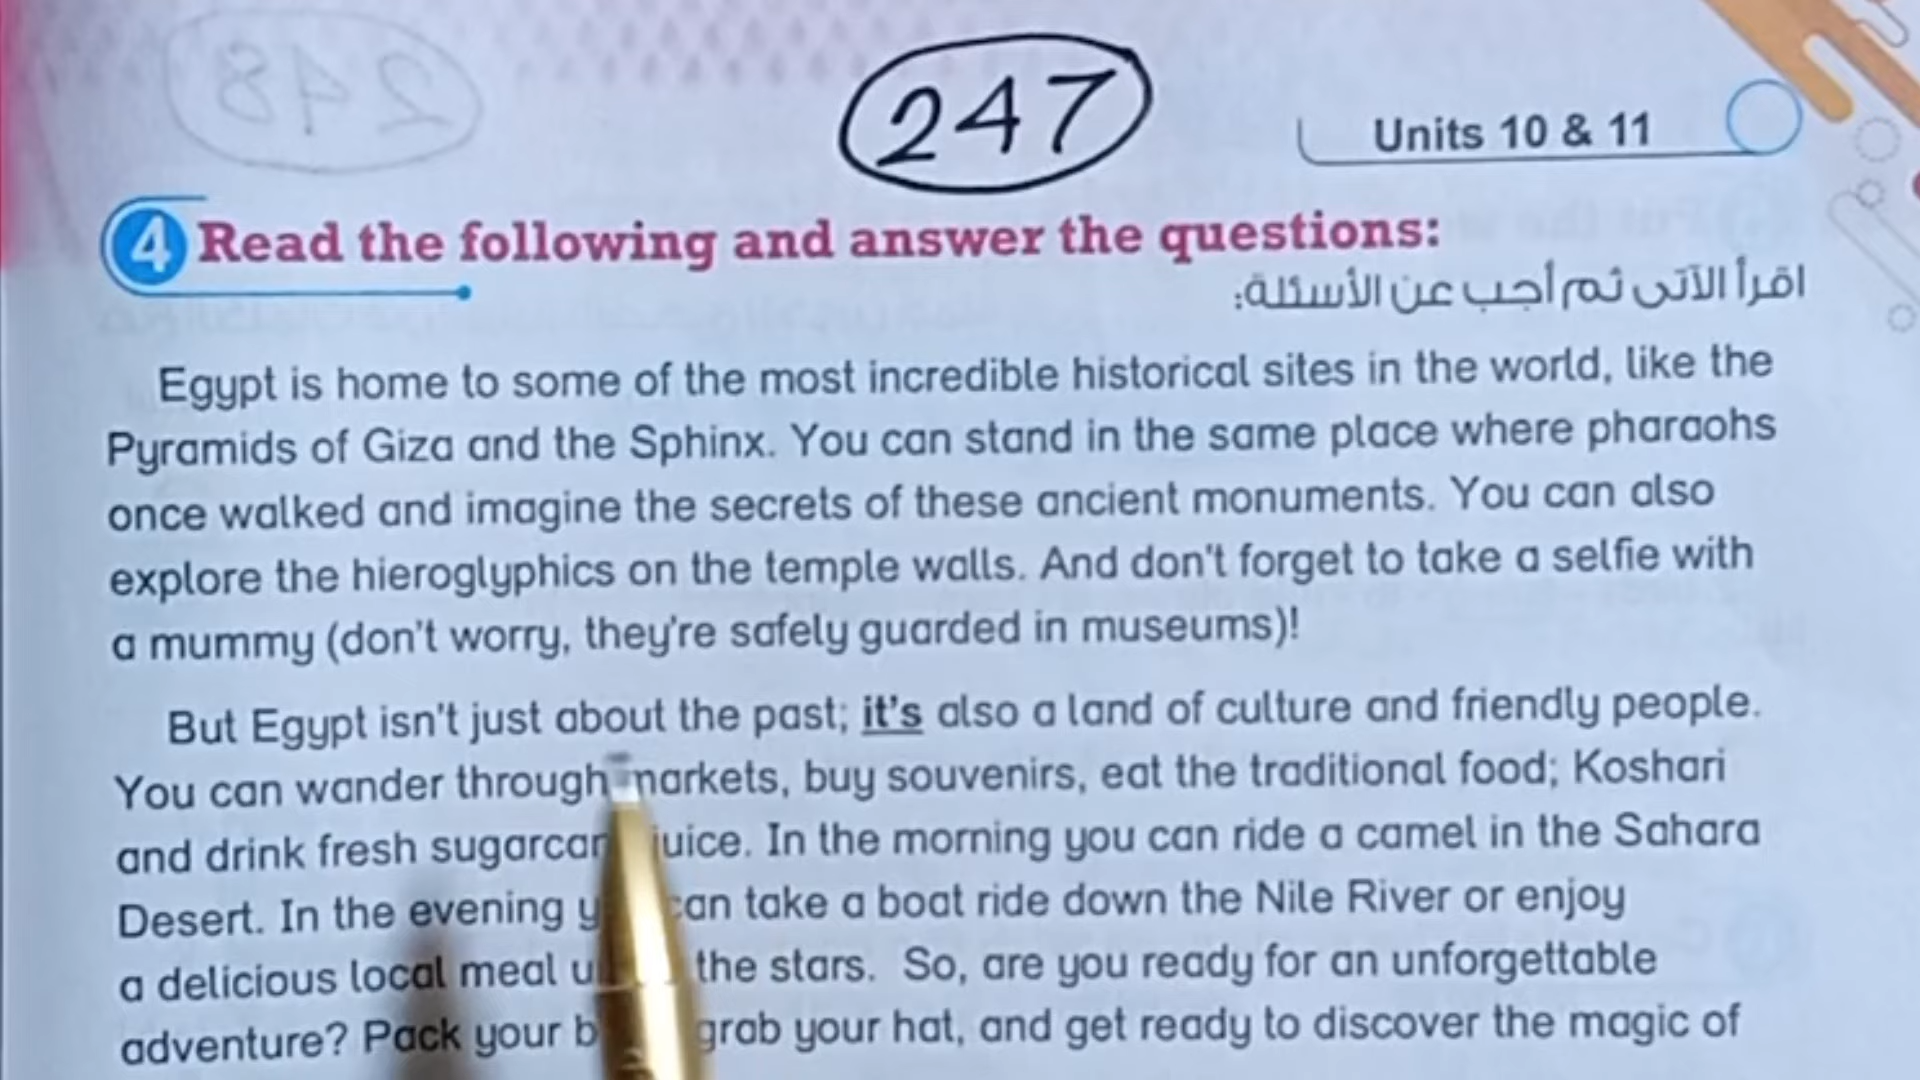 247
Units 10 & 11
4 Read the following and answer the questions:
اقرأ الآتى ثم أجب عن الأسئلة:
Egypt is home to some of the most incredible historical sites in the world, like the
Pyramids of Giza and the Sphinx. You can stand in the same place where pharaohs
once walked and imagine the secrets of these ancient monuments. You can also
explore the hieroglyphics on the temple walls. And don't forget to take a selfie with
a mummy (don't worry, they're safely guarded in museums)!
But Egypt isn't just about the past; it's also a land of culture and friendly people.
You can wander through markets, buy souvenirs, eat the traditional food; Koshari
and drink fresh juice. In the morning you can ride a camel in the Sahara
Desert. In the evening can take a boat ride down the Nile River or enjoy
a delicious local meal the stars. So, are you ready for an unforgettable
adventure? Pack your grab your hat, and get ready to discover the magic of